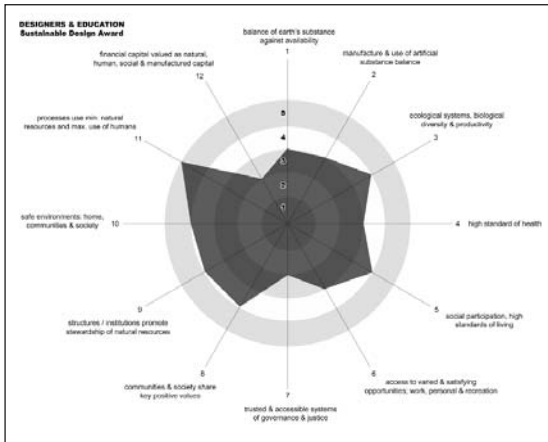 DESIGNERS & EDUCATION
Sustainable Design Award
balance of earth's substance
against availability
1
manufacture & use of artificial
substance balance
2
ecological systems, biological
diversity & productivity
3
4 high standard of health
5
social participation, high
standards of living
6
access to varied & satisfying
opportunities; work, personal & recreation
7
trusted & accessible systems
of governance & justice
8
communities & society share
key positive values
9
structures / institutions promote
stewardship of natural resources
safe environments: home,
communities & society
10
processes use min. natural
resources and max. use of humans
11
financial capital valued as natural,
human, social & manufactured capital
12
5
4
3
2
1